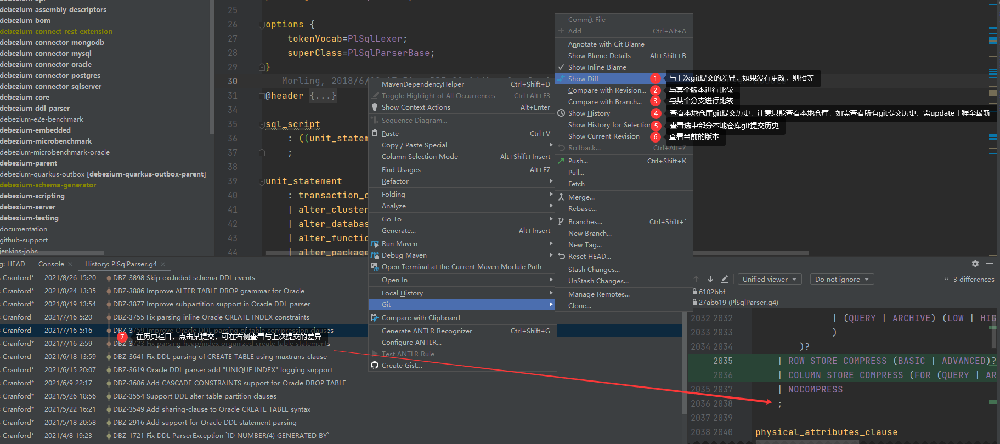 debezium-api
debezium-assembly_descriptors
debezium-bom
debezium-connect-rest-extension
debezium-connector-mongodb
debezium-connector-mysql
debezium-connector-oracle
debezium-connector-postgres
debezium-connector-sqlserver
debezium-core
debezium-ddl-parser
debezium-e2e-benchmark
debezium-embedded
debezium-microbenchmark
debezium-microbenchmark-oracle
debezium-parent
debezium-quarkus-outbox [debezium-quarkus-outbox-parent]
debezium-schema-generator
debezium-scripting
debezium-server
debezium-testing
documentation
github-support
jenkins-jobs
25
26 options {
27 tokenVocab=PlSqlLexer;
28 superClass=PlSqlParserBase;
29 }
30 Morling, 2018/6/
31 @header {...}
35 sql_script
36 : ((unit_statem
37 ;
38
39 unit_statement
40 : transaction_c
41 | alter_cluster
42 | alter_databas
43 | alter_functio
44 | alter_package
MavenDependencyHelper Ctrl+Shift+D
Toggle Highlight of All Occurrences Ctrl+Alt+F3
Show Context Actions Alt+Enter
Sequence Diagram...
Paste Ctrl+V
Copy / Paste Special
Column Selection Mode Alt+Shift+Insert
Find Usages Alt+F7
Refactor
Folding
Analyze
Go To
Generate... Alt+Insert
Run Maven
Debug Maven
Open Terminal at the Current Maven Module Path
Open In
Local History
Git
Compare with Clipboard
Generate ANTLR Recognizer Ctrl+Shift+G
Configure ANTLR...
Test ANTLR Rule
Create Gist...
Commit File
Add Ctrl+Alt+A
Annotate with Git Blame
Show Blame Details Alt+Shift+B
Show Inline Blame
Show Diff 1 与上次git提交的差异，如果没有更改，则相等
Compare with Revision... 2 与某个版本进行比较
Compare with Branch... 3 与某个分支进行比较
Show History 4 查看本地仓库git提交历史，注意只能查看本地仓库，如需查看所有git提交历史，需update工程至最新
Show History for Selection 5 查看选中部分本地仓库git提交历史
Show Current Revision 6 查看当前的版本
Rollback... Ctrl+Alt+Z
Push... Ctrl+Shift+K
Pull...
Fetch
Merge...
Rebase...
Branches... Ctrl+Shift+`
New Branch...
New Tag...
Reset HEAD...
Stash Changes...
UnStash Changes...
Manage Remotes...
Clone...
g: HEAD Console History: PlSqlParser.g4
Cranford* 2021/8/26 15:20 DBZ-3898 Skip excluded schema DDL events
Cranford* 2021/8/24 13:35 DBZ-3886 Improve ALTER TABLE DROP grammar for Oracle
Cranford* 2021/8/19 13:54 DBZ-3877 Improve subpartition support in Oracle DDL parser
Cranford 2021/7/16 5:20 DBZ-3755 Fix parsing inline Oracle CREATE INDEX constraints
Cranford 2021/7/16 5:16 DBZ-3759 Improve Oracle DDL parsing of table compression clauses
7 在历史栏目，点击某提交，可在右侧查看与上次提交的差异
Cranford* 2021/7/16 2:59 DBZ-3723 Fix parsing heap/index organized create table statements
Cranford* 2021/6/18 13:59 DBZ-3641 Fix DDL parsing of CREATE TABLE using maxtrans-clause
Cranford* 2021/6/15 20:07 DBZ-3619 Oracle DDL parser add "UNIQUE INDEX" logging support
Cranford* 2021/6/9 22:17 DBZ-3606 Add CASCADE CONSTRAINTS support for Oracle DROP TABLE
Cranford* 2021/5/26 18:56 DBZ-3554 Support DDL alter table partition clauses
Cranford* 2021/5/22 16:21 DBZ-3549 Add sharing-clause to Oracle CREATE TABLE syntax
Cranford* 2021/5/18 20:58 DBZ-2916 Add support for Oracle DDL statement parsing
Cranford* 2021/4/8 19:23 DBZ-1721 Fix DDL ParserException `ID NUMBER(4) GENERATED BY`
Unified viewer Do not ignore 3 differences
6102bbf
27ab619 (PlSqlParser.g4)
2032 2032 | (QUERY | ARCHIVE) (LOW | HIG
2033 2033 )
2034 2034 )?
2035 | ROW STORE COMPRESS (BASIC | ADVANCED)?
2036 | COLUMN STORE COMPRESS (FOR (QUERY | AR
2035 2037 | NOCOMPRESS
2036 2038 ;
2037 2039
2038 2040 physical_attributes_clause